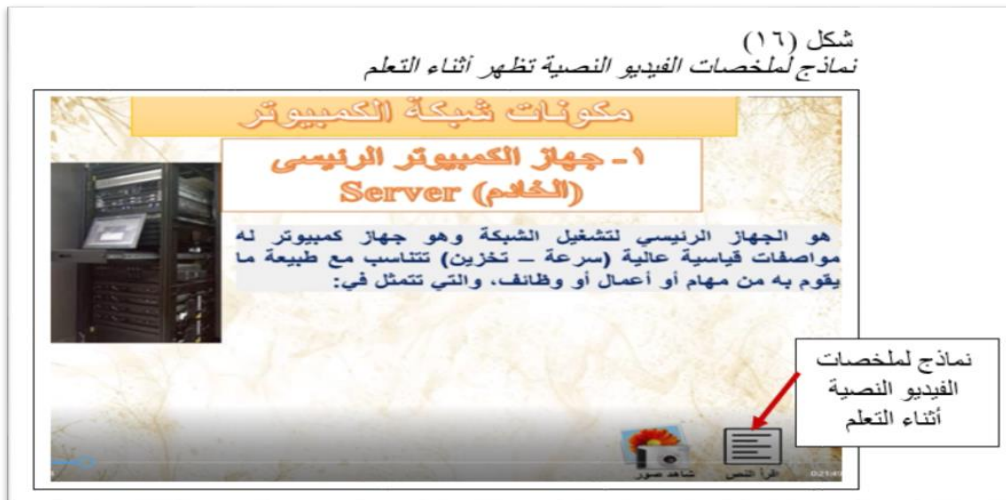 شكل (١٦)
نماذج لملخصات الفيديو النصية تظهر أثناء التعلم
مكونات شبكة الكمبيوتر
١- جهاز الكمبيوتر الرئيسى
(الخادم) Server
هو الجهاز الرئيسي لتشغيل الشبكة وهو جهاز كمبيوتر له
مواصفات قياسية عالية (سرعة – تخزين) تتناسب مع طبيعة ما
يقوم به من مهام أو أعمال أو وظائف، والتي تتمثل في:
نماذج لملخصات
الفيديو النصية
أثناء التعلم
اقرأ النص
شاهد صور